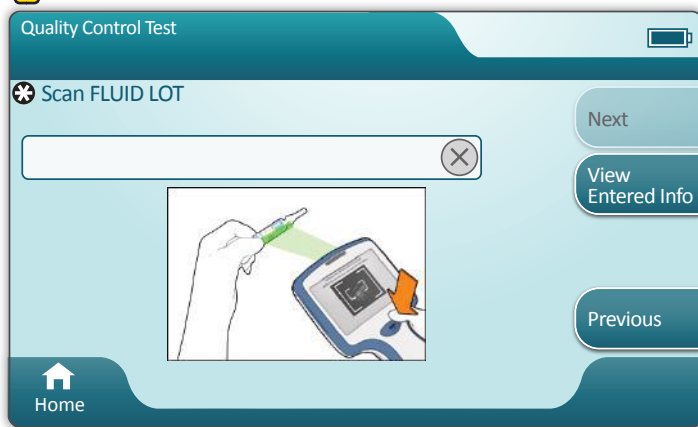 Quality Control Test
Scan FLUID LOT
Next
View
Entered Info
Previous
Home